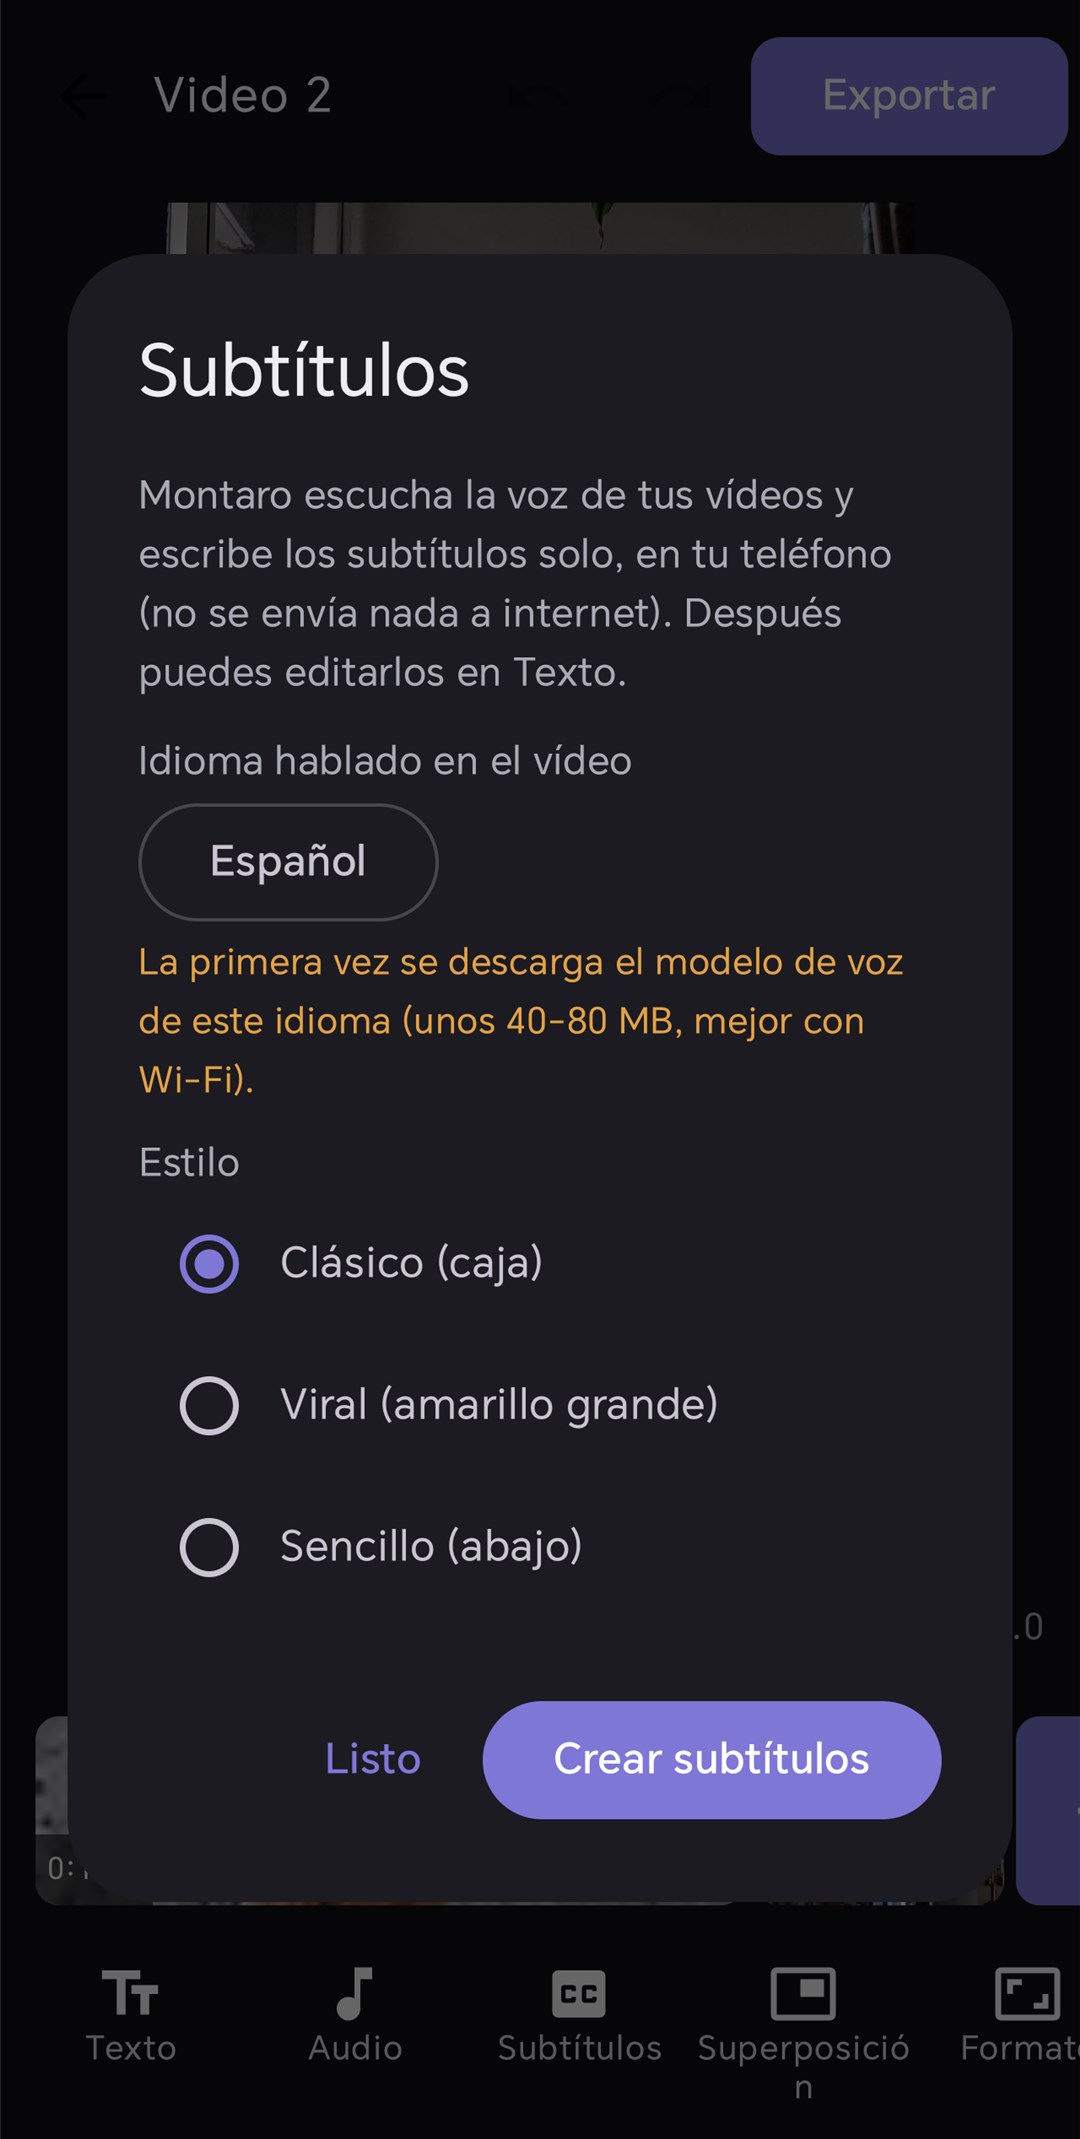 Video 2
Exportar
Subtítulos
Montaro escucha la voz de tus vídeos y
escribe los subtítulos solo, en tu teléfono
(no se envía nada a internet). Después
puedes editarlos en Texto.
Idioma hablado en el vídeo
Español
La primera vez se descarga el modelo de voz
de este idioma (unos 40-80 MB, mejor con
Wi-Fi).
Estilo
Clásico (caja)
Viral (amarillo grande)
Sencillo (abajo)
.0
Listo
Crear subtítulos
0:
Texto
Audio
CC
Subtítulos
Superposició
n
Format